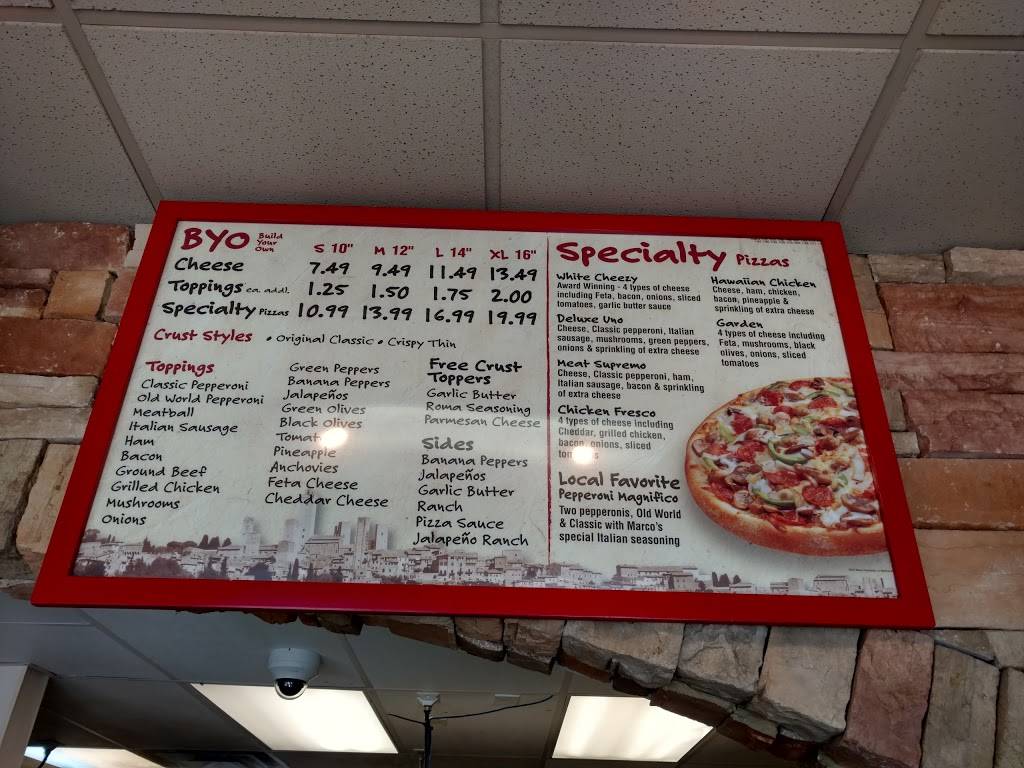 BYO Build
Your
Own
S 10" M 12" L 14" XL 16"
Cheese 7.49 9.49 11.49 13.49
Toppings ea. addl. 1.25 1.50 1.75 2.00
Specialty Pizzas 10.99 13.99 16.99 19.99
Crust Styles • Original Classic • Crispy Thin
Toppings
Classic Pepperoni
Old World Pepperoni
Meatball
Italian Sausage
Ham
Bacon
Ground Beef
Grilled Chicken
Mushrooms
Onions
Green Peppers
Banana Peppers
Jalapeños
Green Olives
Black Olives
Pineapple
Anchovies
Feta Cheese
Cheddar Cheese
Free Crust
Toppers
Garlic Butter
Roma Seasoning
Parmesan Cheese
Sides
Banana Peppers
Jalapeños
Garlic Butter
Ranch
Pizza Sauce
Jalapeño Ranch
Specialty Pizzas
White Cheezy
Award Winning - 4 types of cheese
including Feta, bacon, onions, sliced
tomatoes, garlic butter sauce
Deluxe Uno
Cheese, Classic pepperoni, Italian
sausage, mushrooms, green peppers,
onions & sprinkling of extra cheese
Meat Supremo
Cheese, Classic pepperoni, ham,
Italian sausage, bacon & sprinkling
of extra cheese
Chicken Fresco
4 types of cheese including
Cheddar, grilled chicken,
bacon, onions, sliced
Local Favorite
Pepperoni Magnifico
Two pepperonis, Old World
& Classic with Marco's
special Italian seasoning
Hawaiian Chicken
Cheese, ham, chicken,
bacon, pineapple &
sprinkling of extra cheese
Garden
4 types of cheese including
Feta, mushrooms, black
olives, onions, sliced
tomatoes